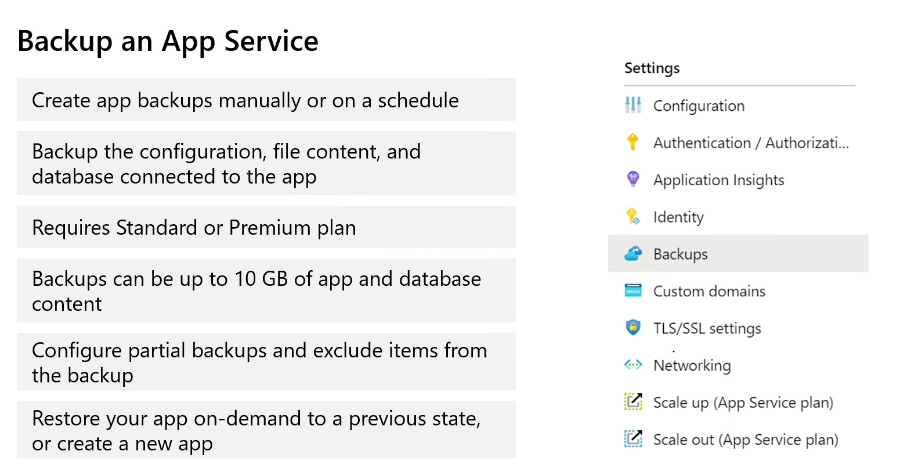 Backup an App Service
Create app backups manually or on a schedule
Backup the configuration, file content, and
database connected to the app
Requires Standard or Premium plan
Backups can be up to 10 GB of app and database
content
Configure partial backups and exclude items from
the backup
Restore your app on-demand to a previous state,
or create a new app
Settings
Configuration
Authentication / Authorizati...
Application Insights
Identity
Backups
Custom domains
TLS/SSL settings
Networking
Scale up (App Service plan)
Scale out (App Service plan)